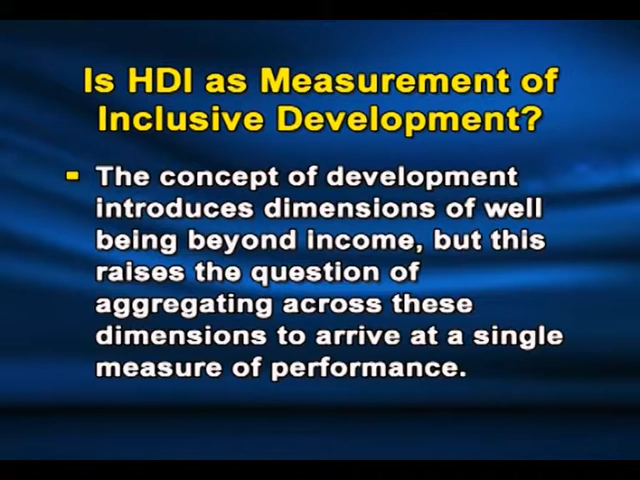 Is HDI as Measurement of
Inclusive Development?
The concept of development
introduces dimensions of well
being beyond income, but this
raises the question of
aggregating across these
dimensions to arrive at a single
measure of performance.